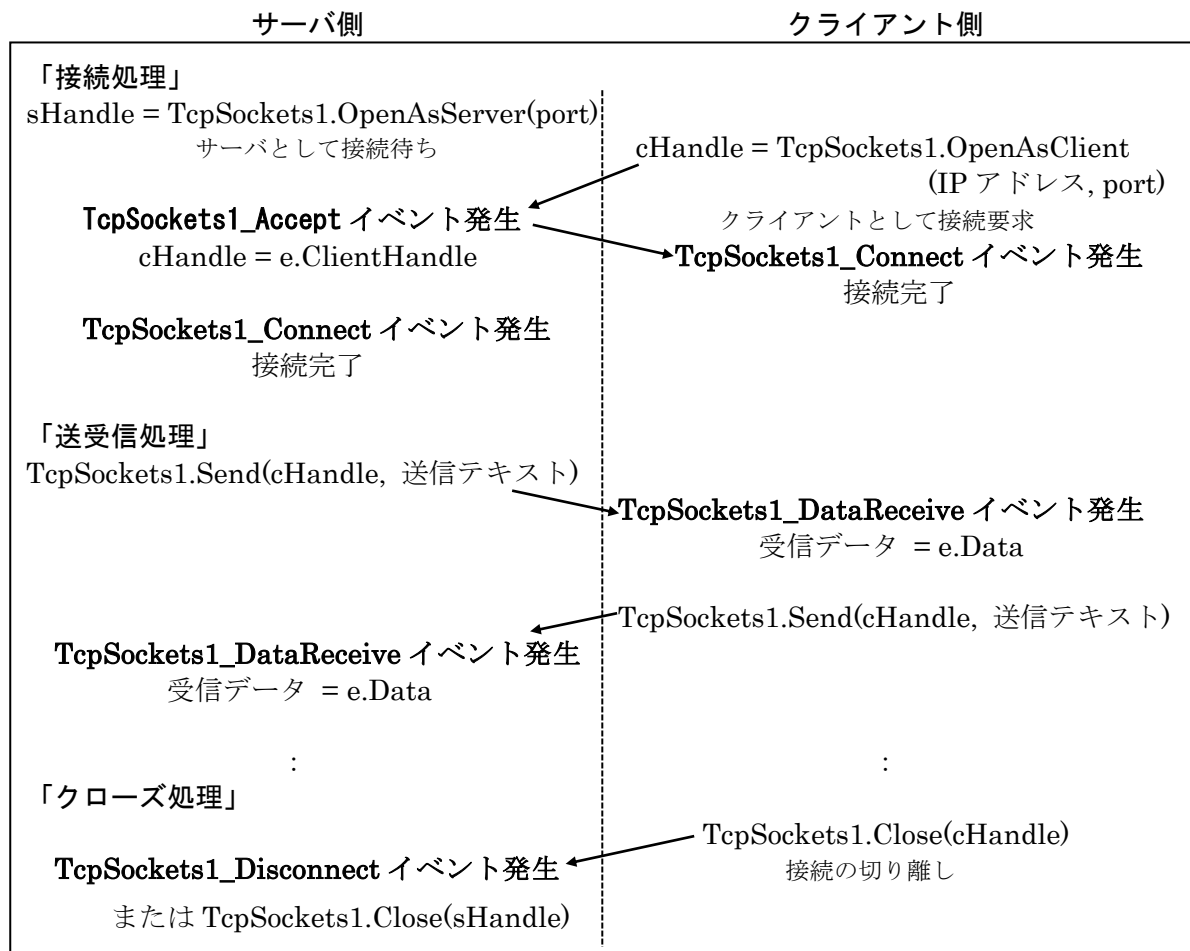 サーバ側
クライアント側
「接続処理」
sHandle = TcpSockets1.OpenAsServer(port)
サーバとして接続待ち
cHandle = TcpSockets1.OpenAsClient
(IP アドレス, port)
TcpSockets1_Accept イベント発生
クライアントとして接続要求
cHandle = e.ClientHandle
TcpSockets1_Connect イベント発生
接続完了
TcpSockets1_Connect イベント発生
接続完了
「送受信処理」
TcpSockets1.Send(cHandle, 送信テキスト)
TcpSockets1_DataReceive イベント発生
受信データ = e.Data
TcpSockets1.Send(cHandle, 送信テキスト)
TcpSockets1_DataReceive イベント発生
受信データ = e.Data
:
:
「クローズ処理」
TcpSockets1.Close(cHandle)
接続の切り離し
TcpSockets1_Disconnect イベント発生
または TcpSockets1.Close(sHandle)